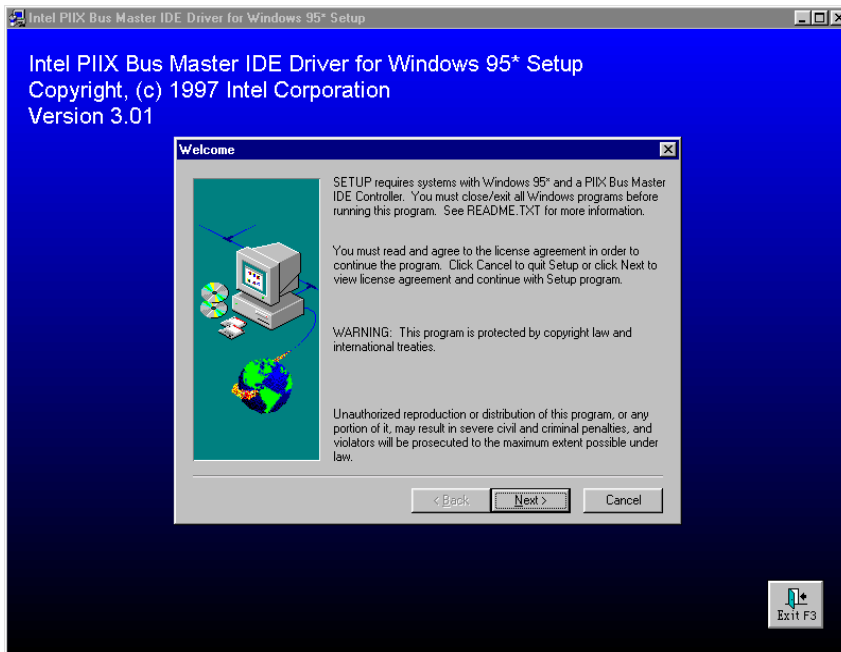 Intel PIIX Bus Master IDE Driver for Windows 95* Setup
Intel PIIX Bus Master IDE Driver for Windows 95* Setup
Copyright, (c) 1997 Intel Corporation
Version 3.01
Welcome
SETUP requires systems with Windows 95* and a PIIX Bus Master
IDE Controller. You must close/exit all Windows programs before
running this program. See README.TXT for more information.
You must read and agree to the license agreement in order to
continue the program. Click Cancel to quit Setup or click Next to
view license agreement and continue with Setup program.
WARNING: This program is protected by copyright law and
international treaties.
Unauthorized reproduction or distribution of this program, or any
portion of it, may result in severe civil and criminal penalties, and
violators will be prosecuted to the maximum extent possible under
law.
< Back Next > Cancel
Exit F3